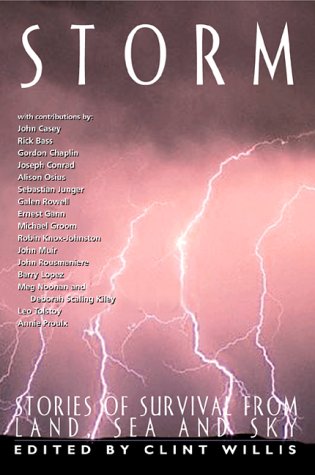 STORM
with contributions by:
John Casey
Rick Bass
Gordon Chaplin
Joseph Conrad
Alison Osius
Sebastian Junger
Galen Rowell
Ernest Gann
Michael Groom
Robin Knox-Johnston
John Muir
John Rousmaniere
Barry Lopez
Meg Noonan and
Deborah Scaling Kiley
Leo Tolstoy
Annie Proulx
STORIES OF SURVIVAL FROM
LAND, SEA AND SKY
EDITED BY CLINT WILLIS